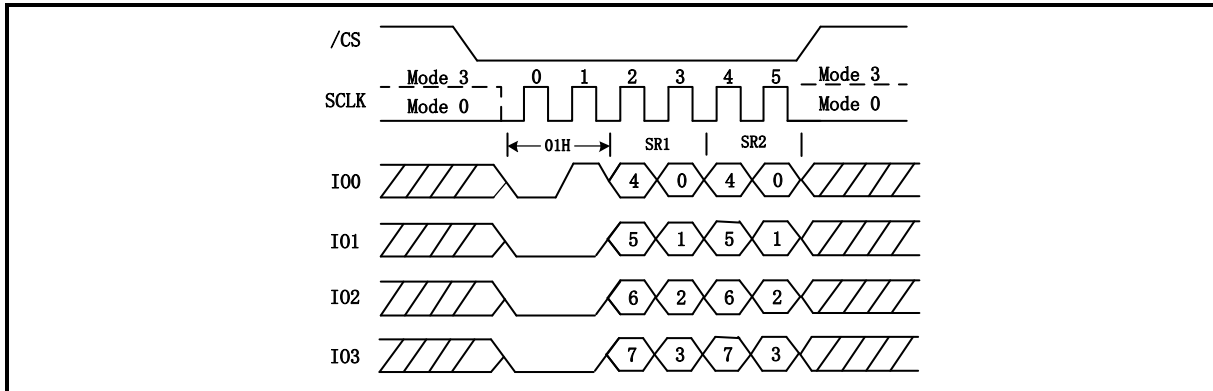 /CS
Mode 3 0 1 2 3 4 5 Mode 3
SCLK Mode 0 Mode 0
01H SR1 SR2
IO0 4 0 4 0
IO1 5 1 5 1
IO2 6 2 6 2
IO3 7 3 7 3